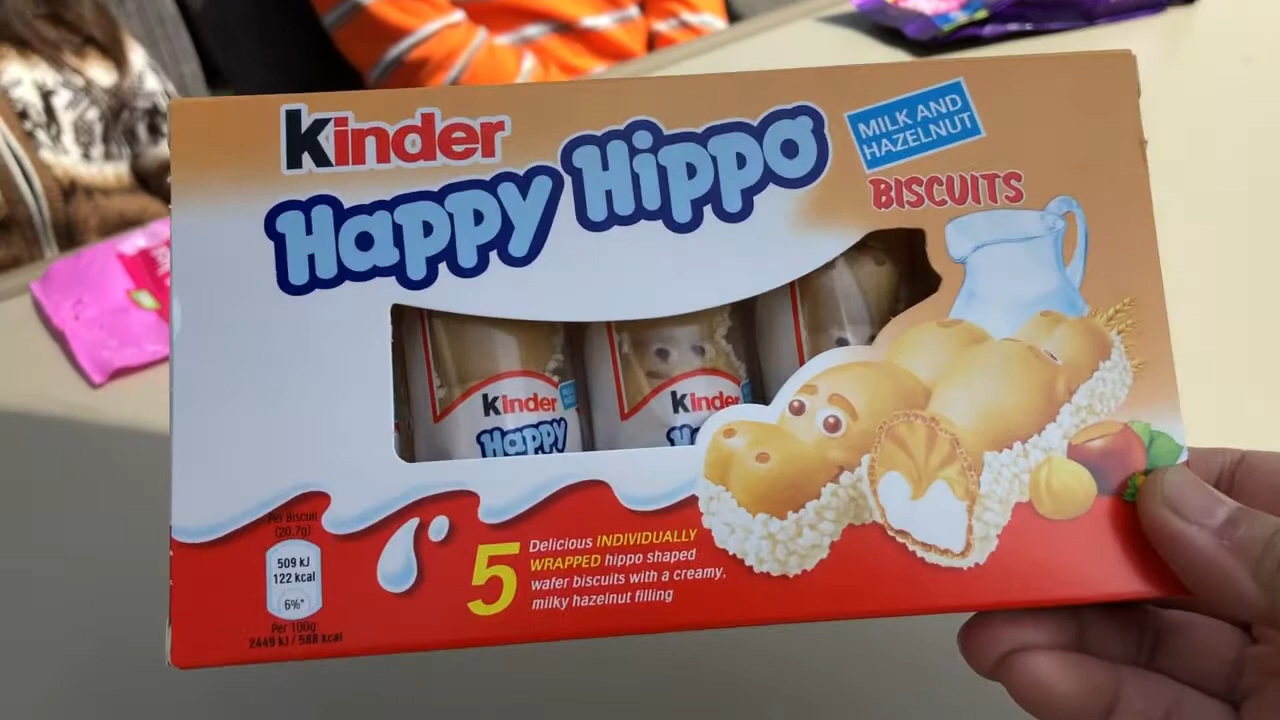 Kinder
Happy Hippo
MILK AND
HAZELNUT
BISCUITS
Kinder
Happy
Kinder
Per Biscuit
(20.7g)
509 kJ
122 kcal
6%*
Per 100g:
2449 kJ / 588 kcal
5
Delicious INDIVIDUALLY
WRAPPED hippo shaped
wafer biscuits with a creamy,
milky hazelnut filling